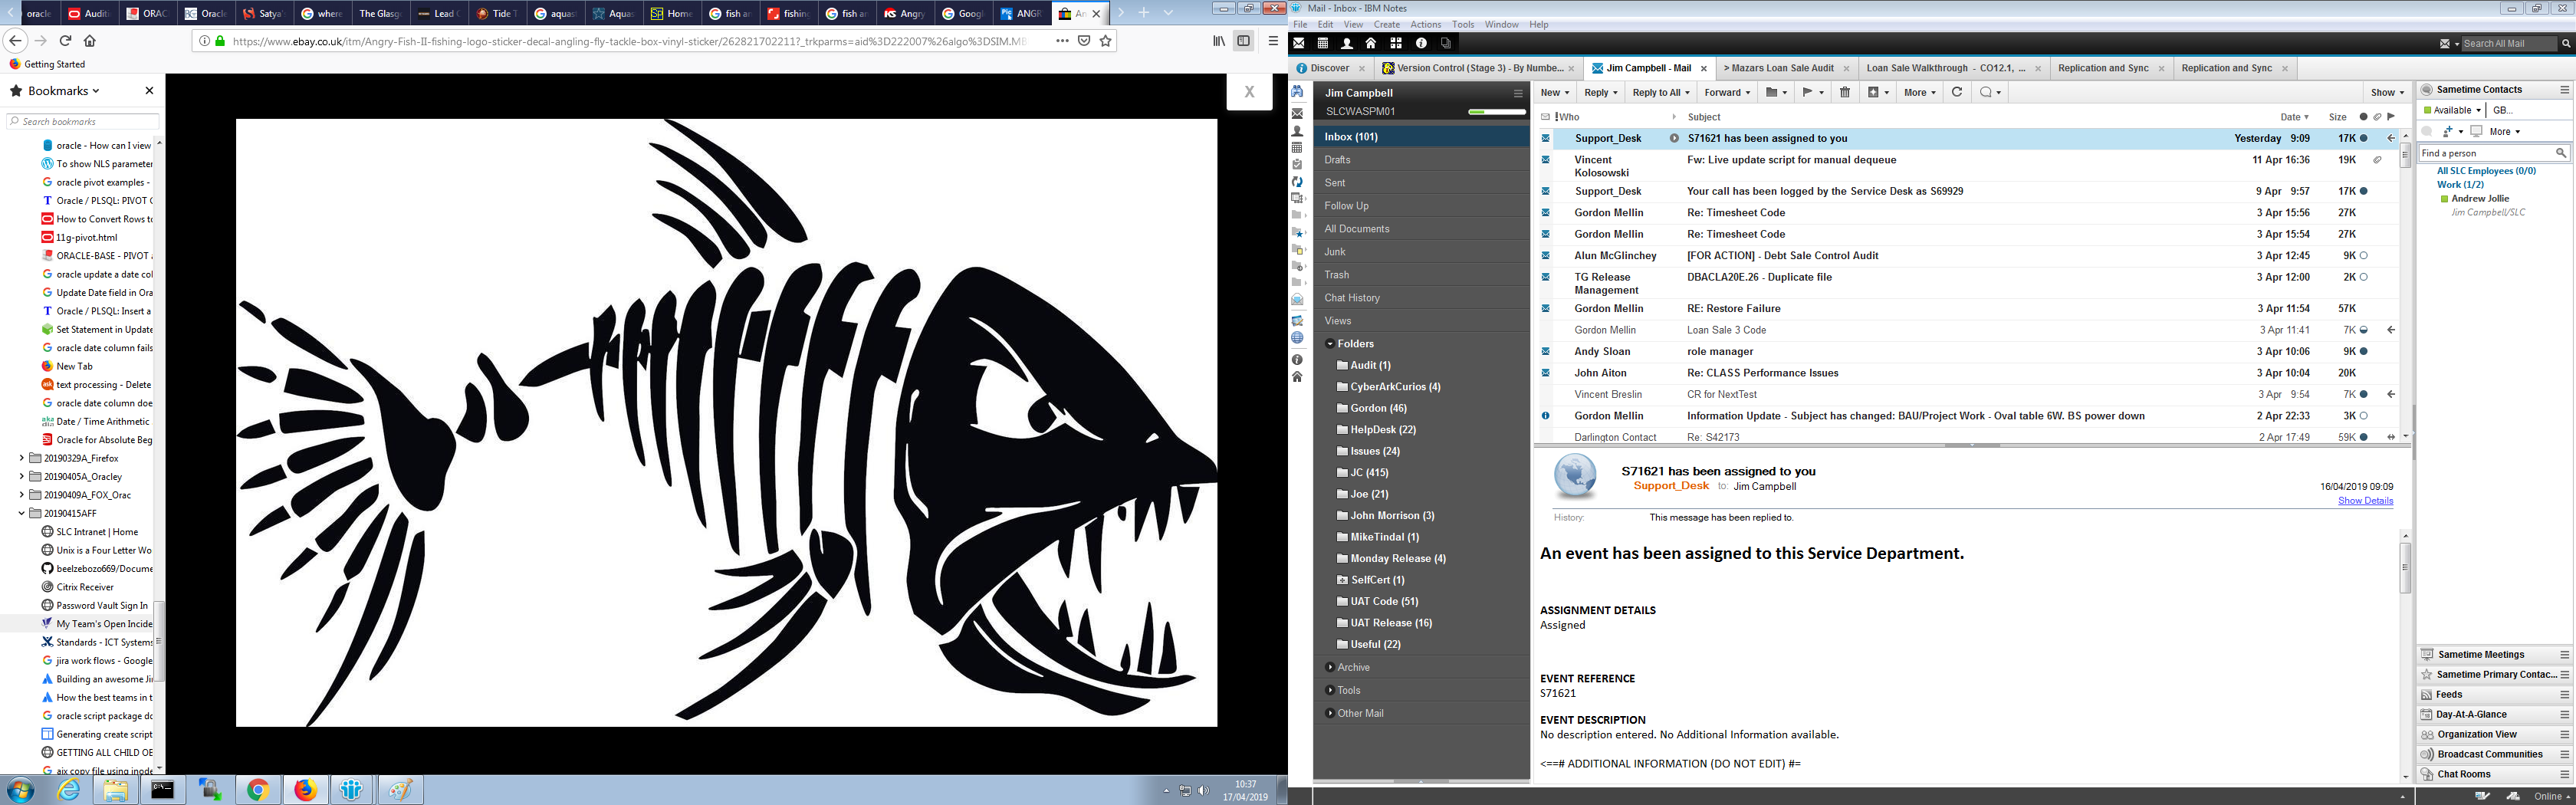 oracle
Auditi
ORAC
Oracle
Satya'
where
The Glasg
Lead C
Tide T
aquast
Aquas
Home
fish an
fishing
fish an
Angry
Googl
ANGR
An
https://www.ebay.co.uk/itm/Angry-Fish-II-fishing-logo-sticker-decal-angling-fly-tackle-box-vinyl-sticker/262821702211?_trkparms=aid%3D222007%26algo%3DSIM.MB
Getting Started
Bookmarks
Search bookmarks
oracle - How can I view
To show NLS parameter
oracle pivot examples -
Oracle / PLSQL: PIVOT C
How to Convert Rows to
11g-pivot.html
ORACLE-BASE - PIVOT a
oracle update a date col
Update Date field in Ora
Oracle / PLSQL: Insert a
Set Statement in Update
oracle date column fails
New Tab
text processing - Delete
oracle date column doe
Date / Time Arithmetic
Oracle for Absolute Beg
20190329A_Firefox
20190405A_Oracley
20190409A_FOX_Orac
20190415AFF
SLC Intranet | Home
Unix is a Four Letter Wo
beelzebozo669/Docume
Citrix Receiver
Password Vault Sign In
My Team's Open Incide
Standards - ICT Systems
jira work flows - Google
Building an awesome Jir
How the best teams in t
oracle script package do
Generating create script
GETTING ALL CHILD OB
aix copy file using inode
X
10:37
17/04/2019
Mail - Inbox - IBM Notes
File Edit View Create Actions Tools Window Help
Search All Mail
Discover
Version Control (Stage 3) - By Numbe...
Jim Campbell - Mail
> Mazars Loan Sale Audit
Loan Sale Walkthrough - CO12.1, ...
Replication and Sync
Replication and Sync
Jim Campbell
SLCWASPM01
Inbox (101)
Drafts
Sent
Follow Up
All Documents
Junk
Trash
Chat History
Views
Folders
Audit (1)
CyberArkCurios (4)
Gordon (46)
HelpDesk (22)
Issues (24)
JC (415)
Joe (21)
John Morrison (3)
MikeTindal (1)
Monday Release (4)
SelfCert (1)
UAT Code (51)
UAT Release (16)
Useful (22)
Archive
Tools
Other Mail
New Reply Reply to All Forward More Show
! Who Subject Date Size
Support_Desk S71621 has been assigned to you Yesterday 9:09 17K
Vincent Kolosowski Fw: Live update script for manual dequeue 11 Apr 16:36 19K
Support_Desk Your call has been logged by the Service Desk as S69929 9 Apr 9:57 17K
Gordon Mellin Re: Timesheet Code 3 Apr 15:56 27K
Gordon Mellin Re: Timesheet Code 3 Apr 15:54 27K
Alun McGlinchey [FOR ACTION] - Debt Sale Control Audit 3 Apr 12:45 9K
TG Release Management DBACLA20E.26 - Duplicate file 3 Apr 12:00 2K
Gordon Mellin RE: Restore Failure 3 Apr 11:54 57K
Gordon Mellin Loan Sale 3 Code 3 Apr 11:41 7K
Andy Sloan role manager 3 Apr 10:06 9K
John Aiton Re: CLASS Performance Issues 3 Apr 10:04 20K
Vincent Breslin CR for NextTest 3 Apr 9:54 7K
Gordon Mellin Information Update - Subject has changed: BAU/Project Work - Oval table 6W. BS power down 2 Apr 22:33 3K
Darlington Contact Re: S42173 2 Apr 17:49 59K
S71621 has been assigned to you
Support_Desk to: Jim Campbell
16/04/2019 09:09
Show Details
History: This message has been replied to.
An event has been assigned to this Service Department.
ASSIGNMENT DETAILS
Assigned
EVENT REFERENCE
S71621
EVENT DESCRIPTION
No description entered. No Additional Information available.
<==# ADDITIONAL INFORMATION (DO NOT EDIT) #=
Sametime Contacts
Available GB...
More
Find a person
All SLC Employees (0/0)
Work (1/2)
Andrew Jollie
Jim Campbell/SLC
Sametime Meetings
Sametime Primary Contac...
Feeds
Day-At-A-Glance
Organization View
Broadcast Communities
Chat Rooms
Online